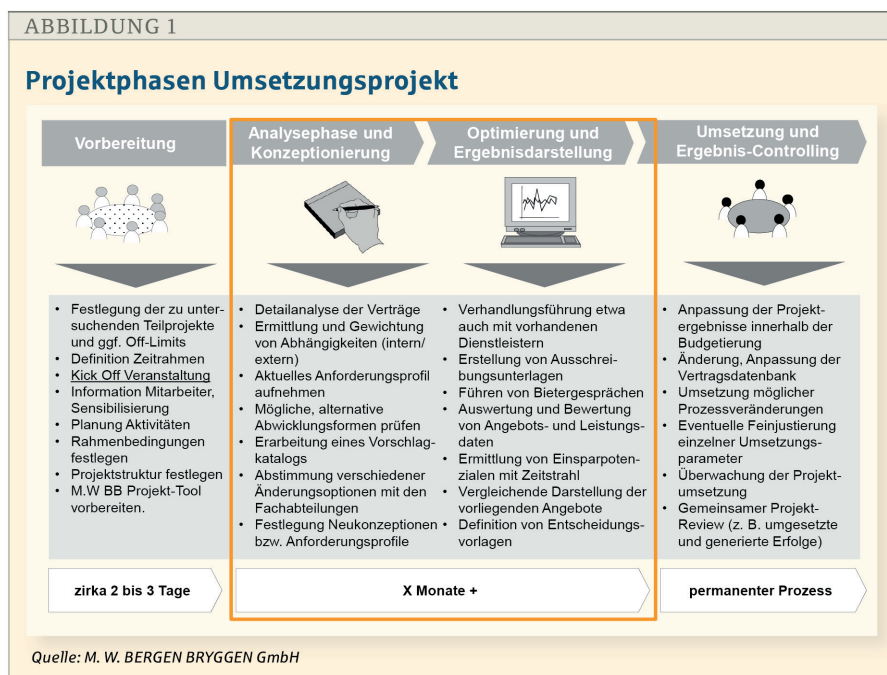 ABBILDUNG 1
Projektphasen Umsetzungsprojekt
Vorbereitung
Analysephase und
Konzeptionierung
Optimierung und
Ergebnisdarstellung
Umsetzung und
Ergebnis-Controlling
• Festlegung der zu unter-
suchenden Teilprojekte
und ggf. Off-Limits
• Definition Zeitrahmen
• Kick Off Veranstaltung
• Information Mitarbeiter,
Sensibilisierung
• Planung Aktivitäten
• Rahmenbedingungen
festlegen
• Projektstruktur festlegen
• M.W BB Projekt-Tool
vorbereiten.
• Detailanalyse der Verträge
• Ermittlung und Gewichtung
von Abhängigkeiten (intern/
extern)
• Aktuelles Anforderungsprofil
aufnehmen
• Mögliche, alternative
Abwicklungsformen prüfen
• Erarbeitung eines Vorschlag-
katalogs
• Abstimmung verschiedener
Änderungsoptionen mit den
Fachabteilungen
• Festlegung Neukonzeptionen
bzw. Anforderungsprofile
• Verhandlungsführung etwa
auch mit vorhandenen
Dienstleistern
• Erstellung von Ausschrei-
bungsunterlagen
• Führen von Bietergesprächen
• Auswertung und Bewertung
von Angebots- und Leistungs-
daten
• Ermittlung von Einsparpoten-
zialen mit Zeitstrahl
• Vergleichende Darstellung der
vorliegenden Angebote
• Definition von Entscheidungs-
vorlagen
• Anpassung der Projekt-
ergebnisse innerhalb der
Budgetierung
• Änderung, Anpassung der
Vertragsdatenbank
• Umsetzung möglicher
Prozessveränderungen
• Eventuelle Feinjustierung
einzelner Umsetzungs-
parameter
• Überwachung der Projekt-
umsetzung
• Gemeinsamer Projekt-
Review (z. B. umgesetzte
und generierte Erfolge)
zirka 2 bis 3 Tage
X Monate +
permanenter Prozess
Quelle: M. W. BERGEN BRYGGEN GmbH